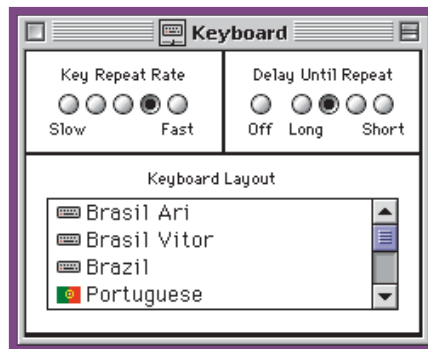 Keyboard
Key Repeat Rate
Slow Fast
Delay Until Repeat
Off Long Short
Keyboard Layout
Brasil Ari
Brasil Vitor
Brazil
Portuguese